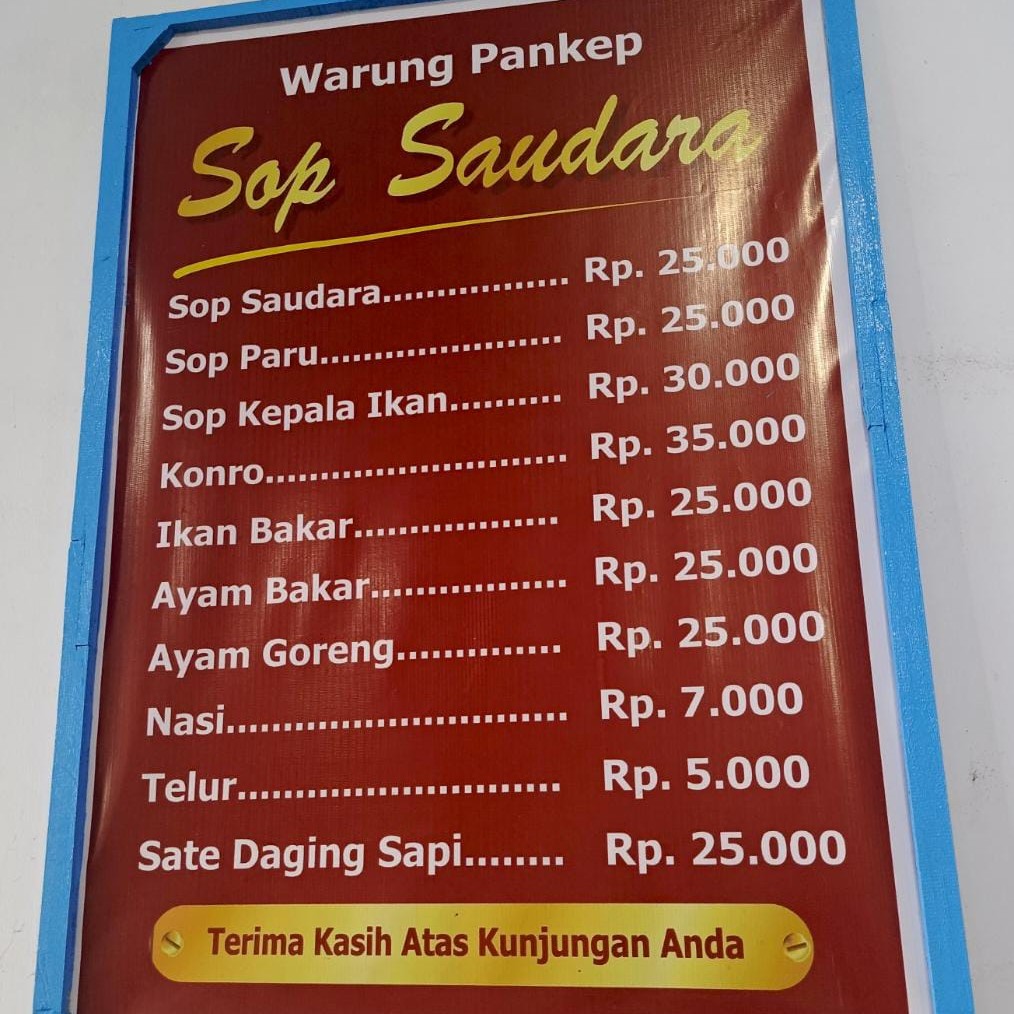 Warung Pankep
Sop Saudara
Sop Saudara.................. Rp. 25.000
Sop Paru....................... Rp. 25.000
Sop Kepala Ikan.......... Rp. 30.000
Konro........................... Rp. 35.000
Ikan Bakar................... Rp. 25.000
Ayam Bakar................. Rp. 25.000
Ayam Goreng.............. Rp. 25.000
Nasi.............................. Rp. 7.000
Telur............................ Rp. 5.000
Sate Daging Sapi........ Rp. 25.000
Terima Kasih Atas Kunjungan Anda